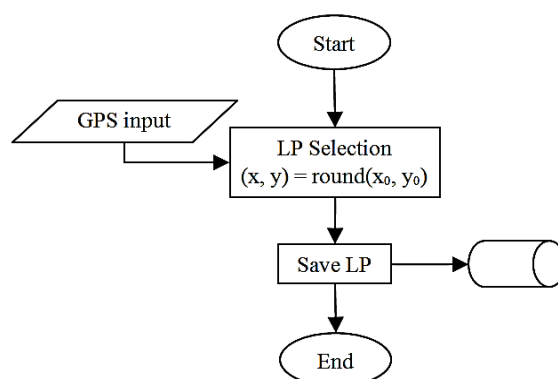 Start
GPS input
LP Selection
(x, y) = round(x₀, y₀)
Save LP
End